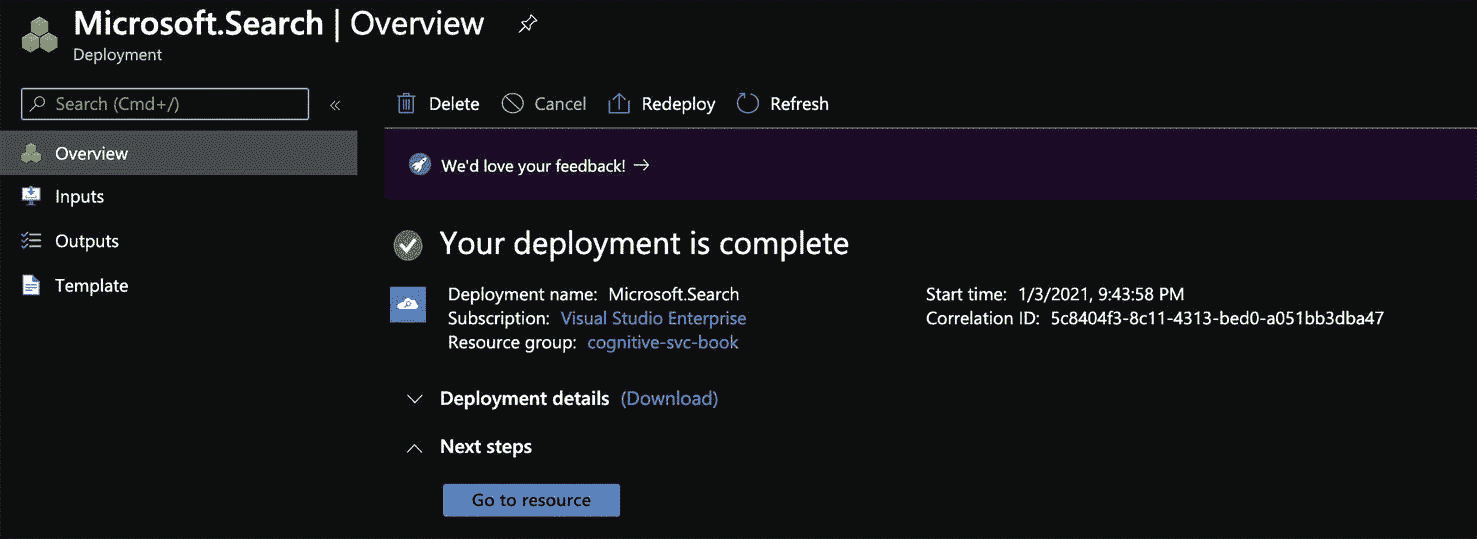 Microsoft.Search | Overview
Deployment
Search (Cmd+/)
«
Overview
Inputs
Outputs
Template
Delete
Cancel
Redeploy
Refresh
We'd love your feedback! →
Your deployment is complete
Deployment name: Microsoft.Search
Subscription: Visual Studio Enterprise
Resource group: cognitive-svc-book
Start time: 1/3/2021, 9:43:58 PM
Correlation ID: 5c8404f3-8c11-4313-bed0-a051bb3dba47
Deployment details (Download)
Next steps
Go to resource